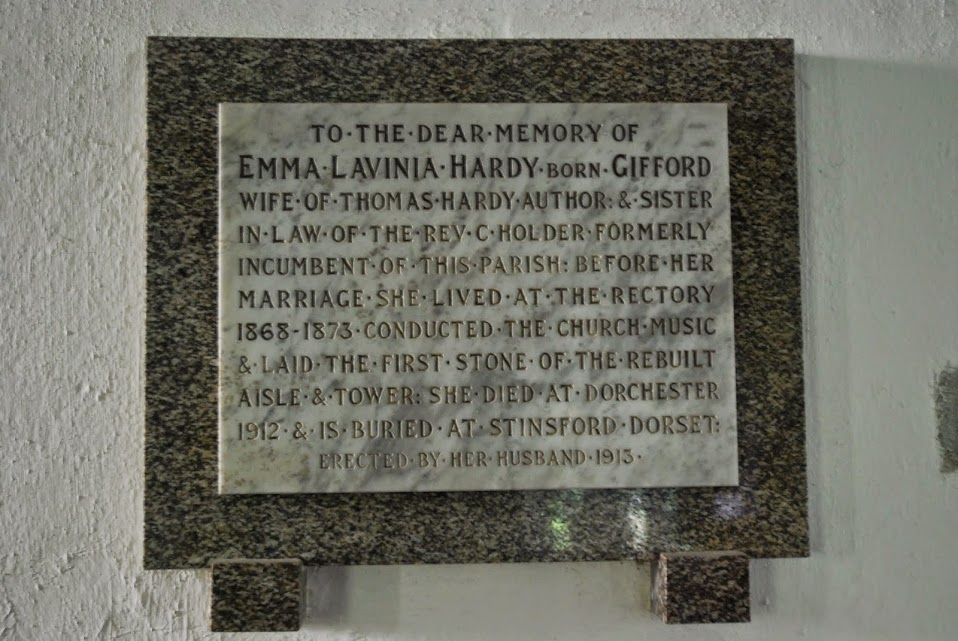 TO·THE·DEAR·MEMORY OF
EMMA·LAVINIA·HARDY·BORN·GIFFORD
WIFE·OF·THOMAS·HARDY·AUTHOR:·&·SISTER
IN·LAW·OF·THE·REV·C·HOLDER·FORMERLY
INCUMBENT·OF·THIS·PARISH:·BEFORE·HER
MARRIAGE·SHE·LIVED·AT·THE·RECTORY
1868-1873·CONDUCTED·THE·CHURCH·MUSIC
&·LAID·THE·FIRST·STONE·OF·THE·REBUILT
AISLE·&·TOWER:·SHE·DIED·AT·DORCHESTER
1912·&·IS·BURIED·AT·STINSFORD·DORSET:
ERECTED·BY·HER·HUSBAND·1913·